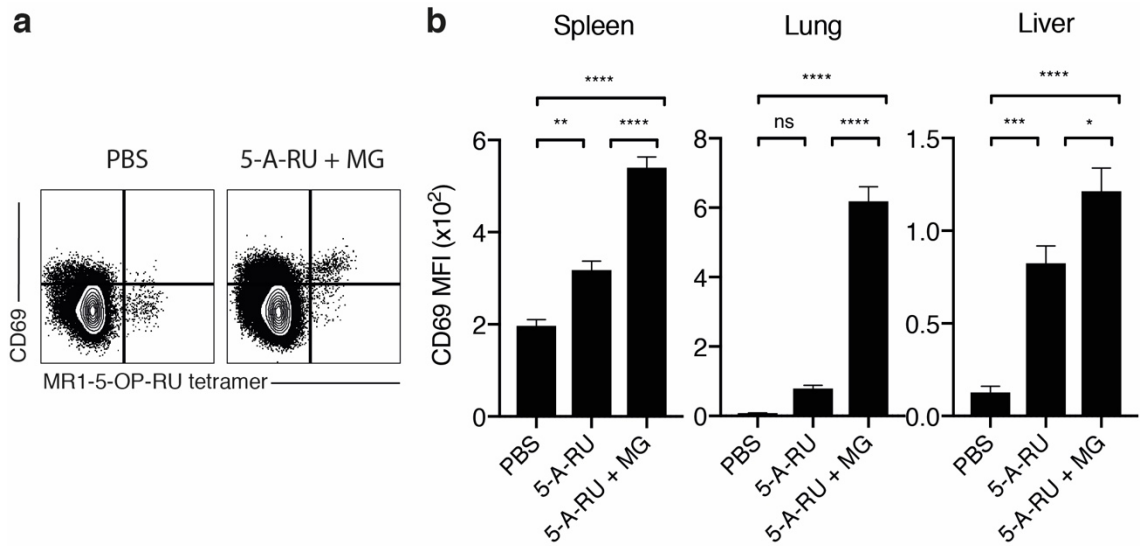 a
PBS
5-A-RU + MG
CD69
MR1-5-OP-RU tetramer
b
Spleen
Lung
Liver
****
**
****
****
ns
****
****
***
*
CD69 MFI (x10²)
6
4
2
0
PBS
5-A-RU
5-A-RU + MG
8
6
4
2
0
PBS
5-A-RU
5-A-RU + MG
1.5
1.0
0.5
0.0
PBS
5-A-RU
5-A-RU + MG